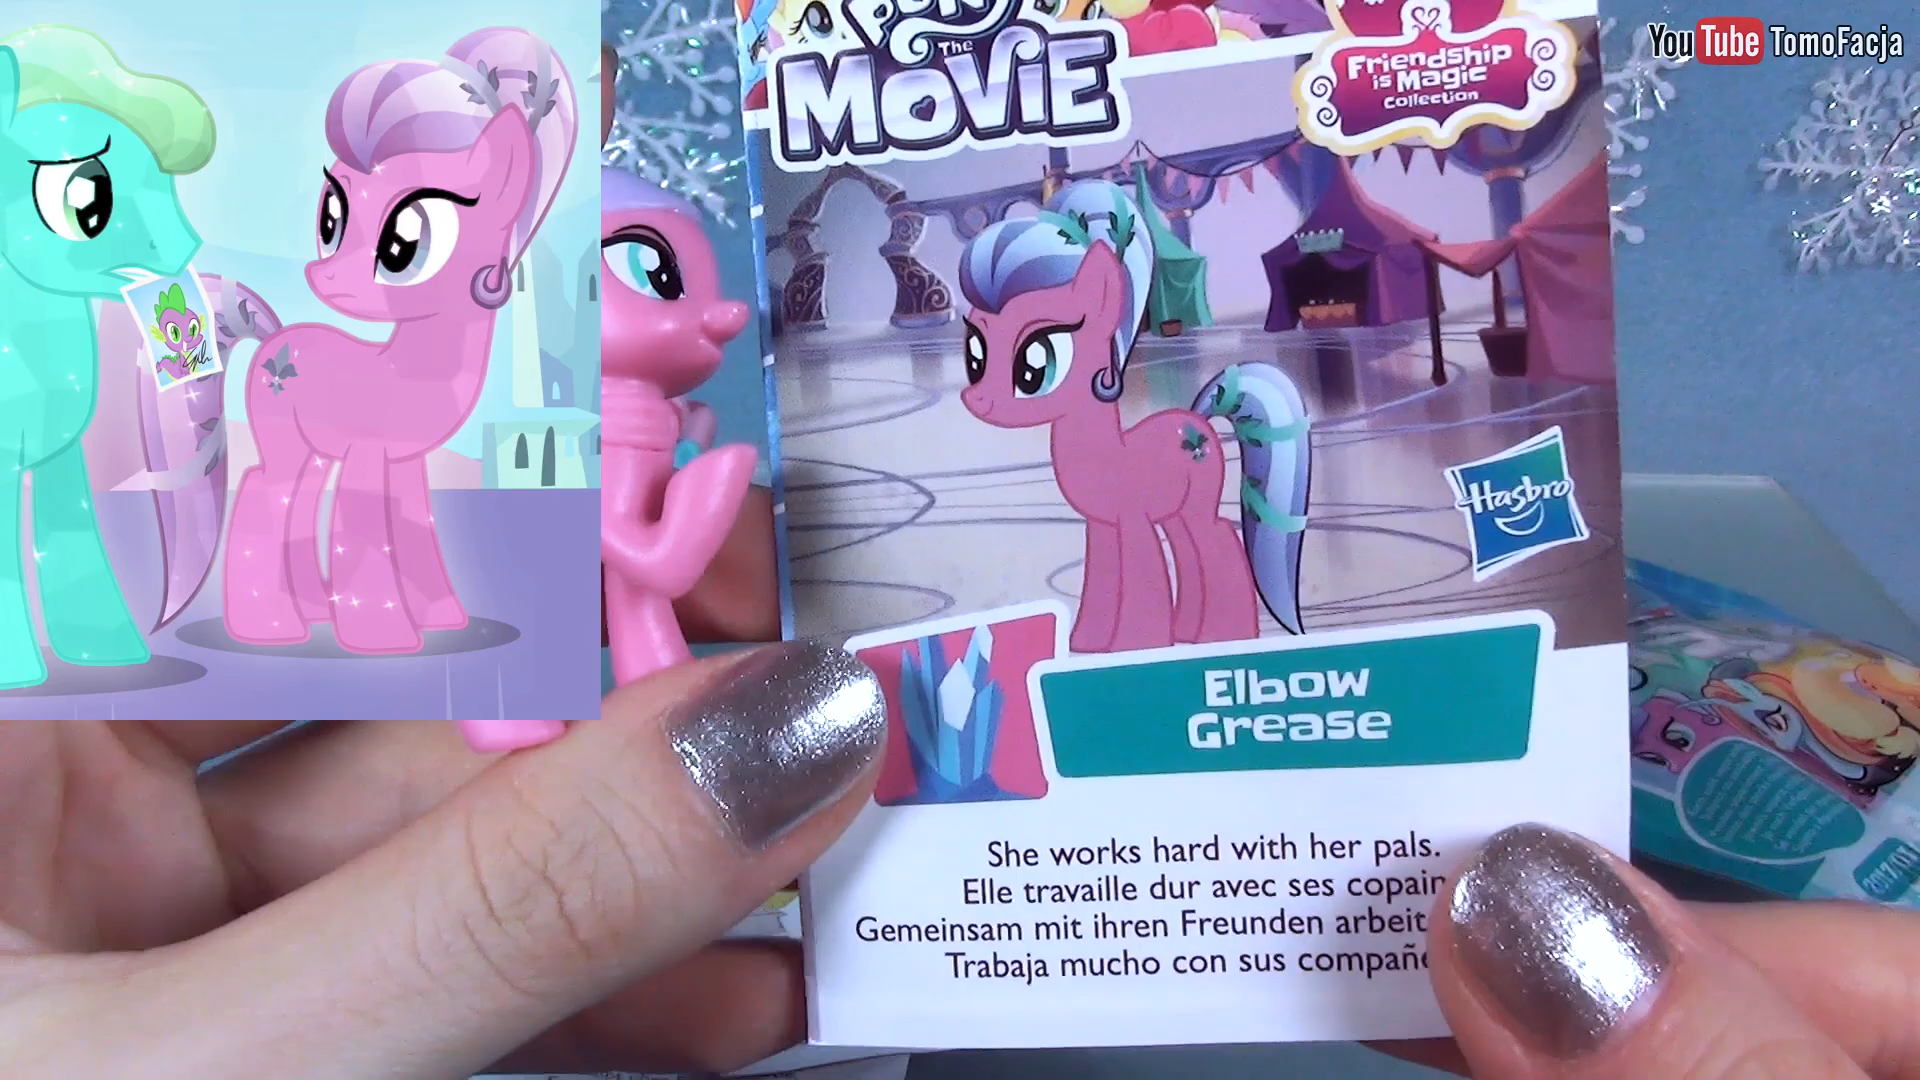 PONY
The
MOVIE
Friendship
is Magic
Collection
YouTube TomoFacja
Hasbro
Elbow
Grease
She works hard with her pals.
Elle travaille dur avec ses copain
Gemeinsam mit ihren Freunden arbeit
Trabaja mucho con sus compañe